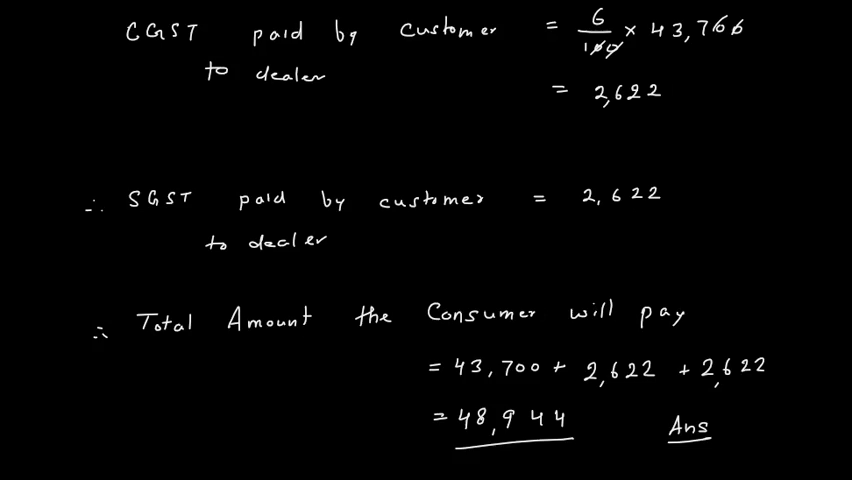 CGST paid by customer = 6/100 × 43,700
to dealer
= 2,622
∴ SGST paid by customer = 2,622
to dealer
∴ Total Amount the Consumer will pay
= 43,700 + 2,622 + 2,622
= 48,944 Ans